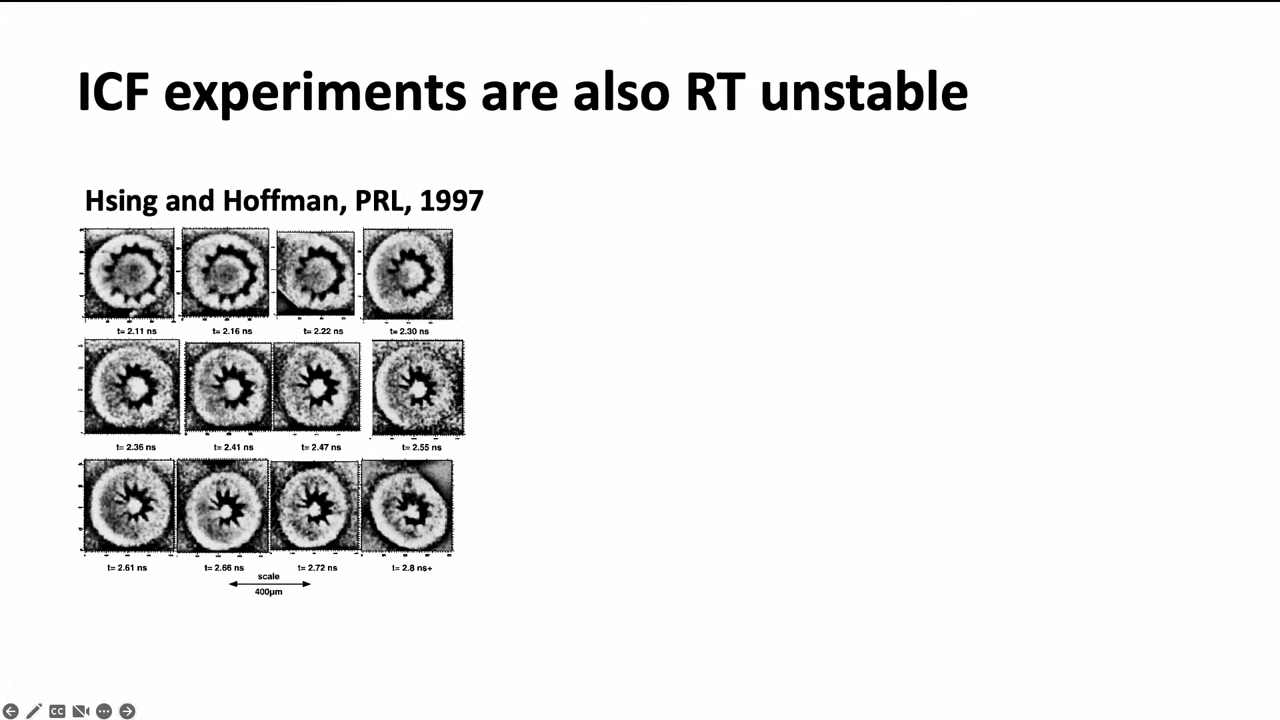 ICF experiments are also RT unstable
Hsing and Hoffman, PRL, 1997
t= 2.11 ns t= 2.16 ns t= 2.22 ns t= 2.30 ns
t= 2.36 ns t= 2.41 ns t= 2.47 ns t= 2.55 ns
t= 2.61 ns t= 2.66 ns t= 2.72 ns t= 2.8 ns+
scale
400µm
CC